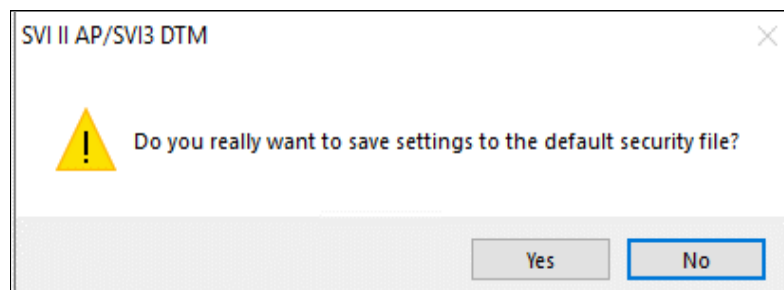 SVI II AP/SVI3 DTM
Do you really want to save settings to the default security file?
Yes
No